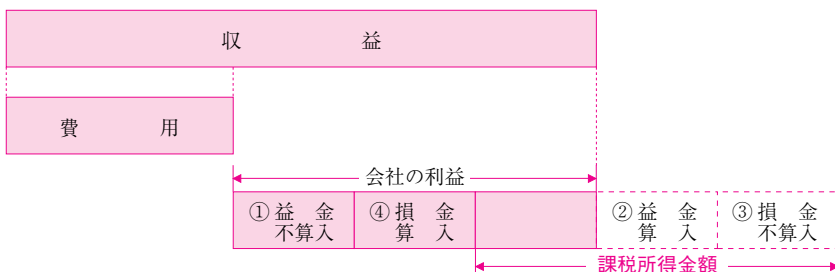 収益
費用
会社の利益
①益金
不算入
④損金
算入
②益金
算入
③損金
不算入
課税所得金額